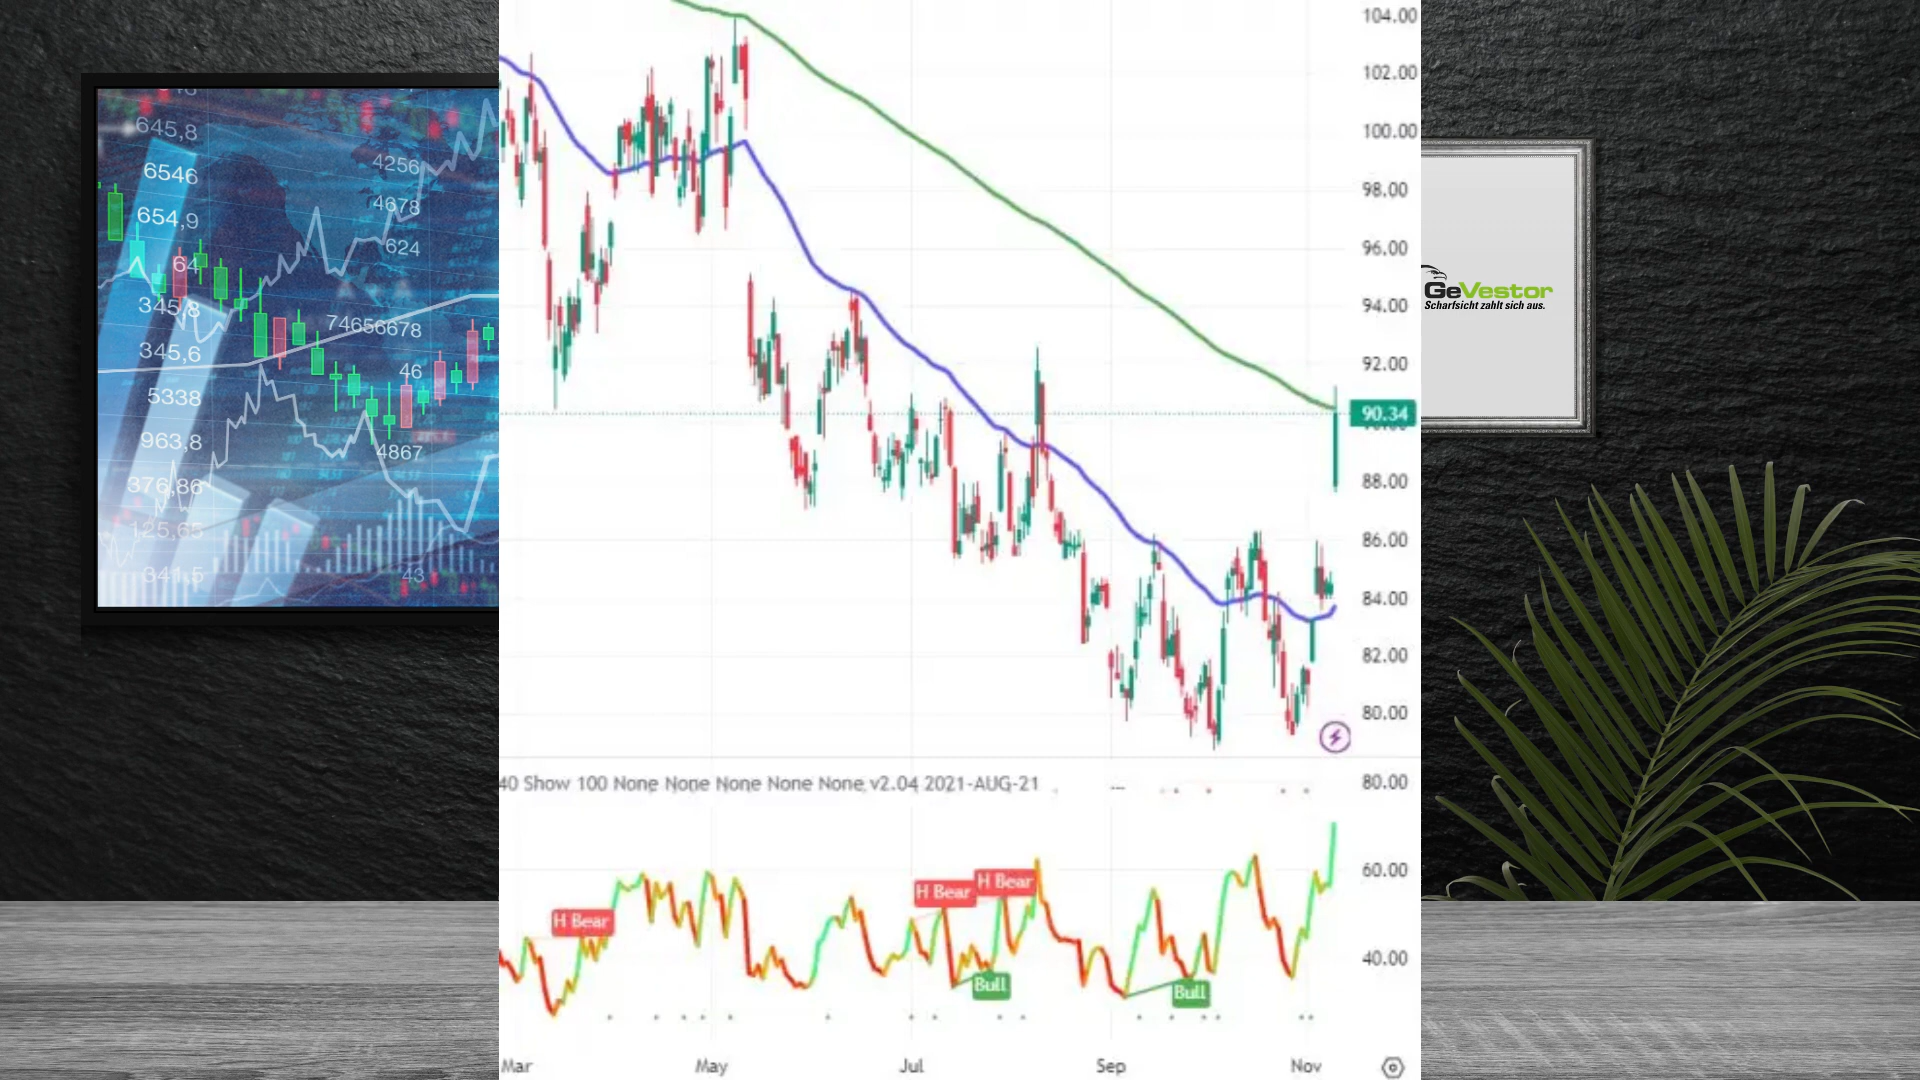 645,8
6546
654,9
64
345,8
345,6
5338
963,8
376,86
125,65
341,5
4256
4678
624
74656678
46
4867
43
104.00
102.00
100.00
98.00
96.00
94.00
92.00
90.34
88.00
86.00
84.00
82.00
80.00
40 Show 100 None None None None None v2.04 2021-AUG-21
80.00
60.00
40.00
H Bear
H Bear
H Bear
Bull
Bull
Mar
May
Jul
Sep
Nov
GeVestor
Scharfsicht zahlt sich aus.